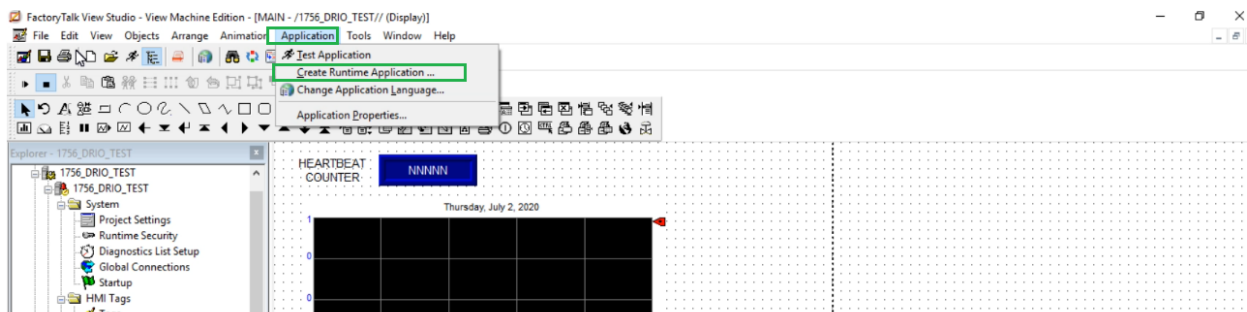 FactoryTalk View Studio - View Machine Edition - [MAIN - /1756_DRIO_TEST// (Display)]
File Edit View Objects Arrange Animation Application Tools Window Help
Test Application
Create Runtime Application ...
Change Application Language...
Application Properties...
Explorer - 1756_DRIO_TEST
1756_DRIO_TEST
1756_DRIO_TEST
System
Project Settings
Runtime Security
Diagnostics List Setup
Global Connections
Startup
HMI Tags
HEARTBEAT
COUNTER
NNNNN
Thursday, July 2, 2020
1
0
0